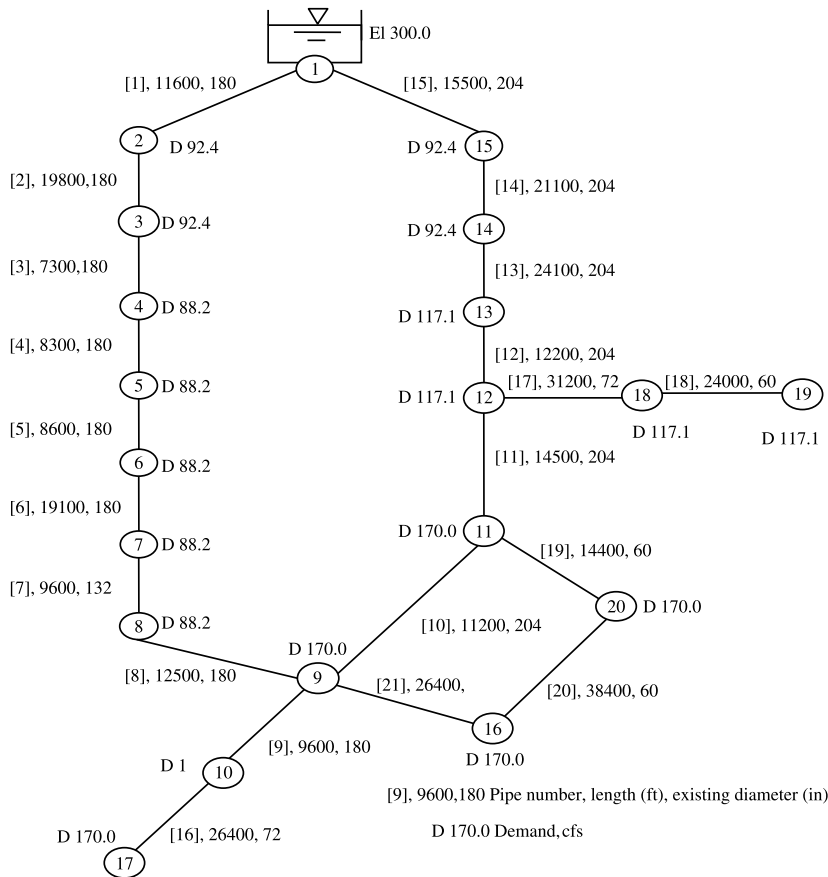 El 300.0
1
[1], 11600, 180
[15], 15500, 204
2
D 92.4
D 92.4
15
[2], 19800,180
[14], 21100, 204
3
D 92.4
D 92.4
14
[3], 7300,180
[13], 24100, 204
4
D 88.2
D 117.1
13
[4], 8300, 180
[12], 12200, 204
5
D 88.2
D 117.1
12
[17], 31200, 72
18
[18], 24000, 60
19
D 117.1
D 117.1
[5], 8600, 180
[11], 14500, 204
6
D 88.2
[6], 19100, 180
7
D 88.2
D 170.0
11
[19], 14400, 60
[7], 9600, 132
20
D 170.0
8
D 88.2
[10], 11200, 204
D 170.0
[8], 12500, 180
9
[21], 26400,
[20], 38400, 60
16
D 170.0
[9], 9600, 180
D 1
10
[9], 9600,180 Pipe number, length (ft), existing diameter (in)
D 170.0 Demand, cfs
D 170.0
[16], 26400, 72
17